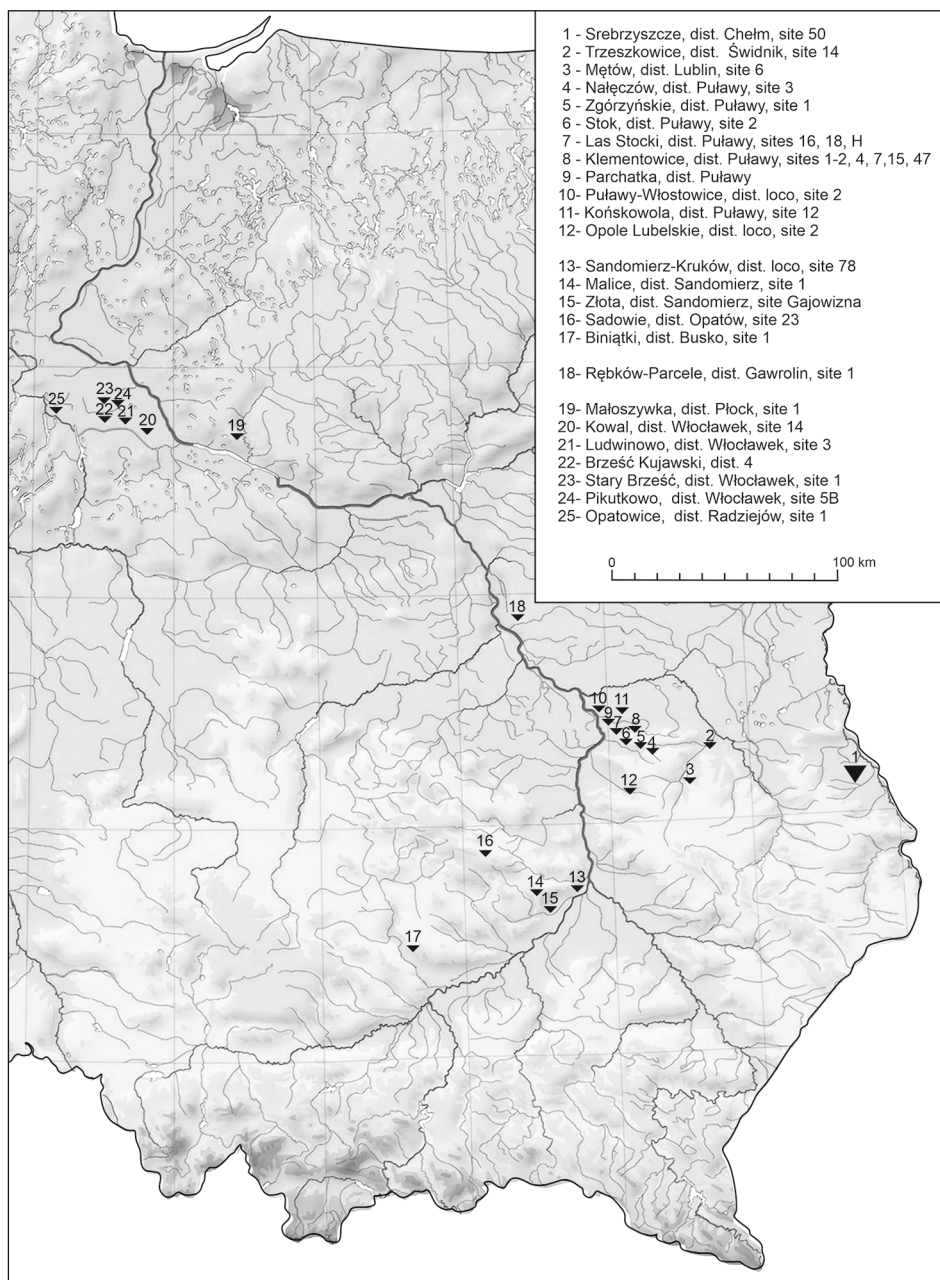 1 - Srebrzyszcze, dist. Chełm, site 50
2 - Trzeszkowice, dist. Świdnik, site 14
3 - Mętów, dist. Lublin, site 6
4 - Nałęczów, dist. Puławy, site 3
5 - Zgórzyńskie, dist. Puławy, site 1
6 - Stok, dist. Puławy, site 2
7 - Las Stocki, dist. Puławy, sites 16, 18, H
8 - Klementowice, dist. Puławy, sites 1-2, 4, 7,15, 47
9 - Parchatka, dist. Puławy
10- Puławy-Włostowice, dist. loco, site 2
11- Końskowola, dist. Puławy, site 12
12- Opole Lubelskie, dist. loco, site 2
13- Sandomierz-Kruków, dist. loco, site 78
14- Malice, dist. Sandomierz, site 1
15- Złota, dist. Sandomierz, site Gajowizna
16- Sadowie, dist. Opatów, site 23
17- Biniątki, dist. Busko, site 1
18- Rębków-Parcele, dist. Gawrolin, site 1
19- Małoszywka, dist. Płock, site 1
20- Kowal, dist. Włocławek, site 14
21- Ludwinowo, dist. Włocławek, site 3
22- Brześć Kujawski, dist. 4
23- Stary Brześć, dist. Włocławek, site 1
24- Pikutkowo, dist. Włocławek, site 5B
25- Opatowice, dist. Radziejów, site 1
0 100 km
23
24
25
22
21
20
19
18
10
11
9
7
8
6
5
4
2
3
1
12
16
14
13
15
17